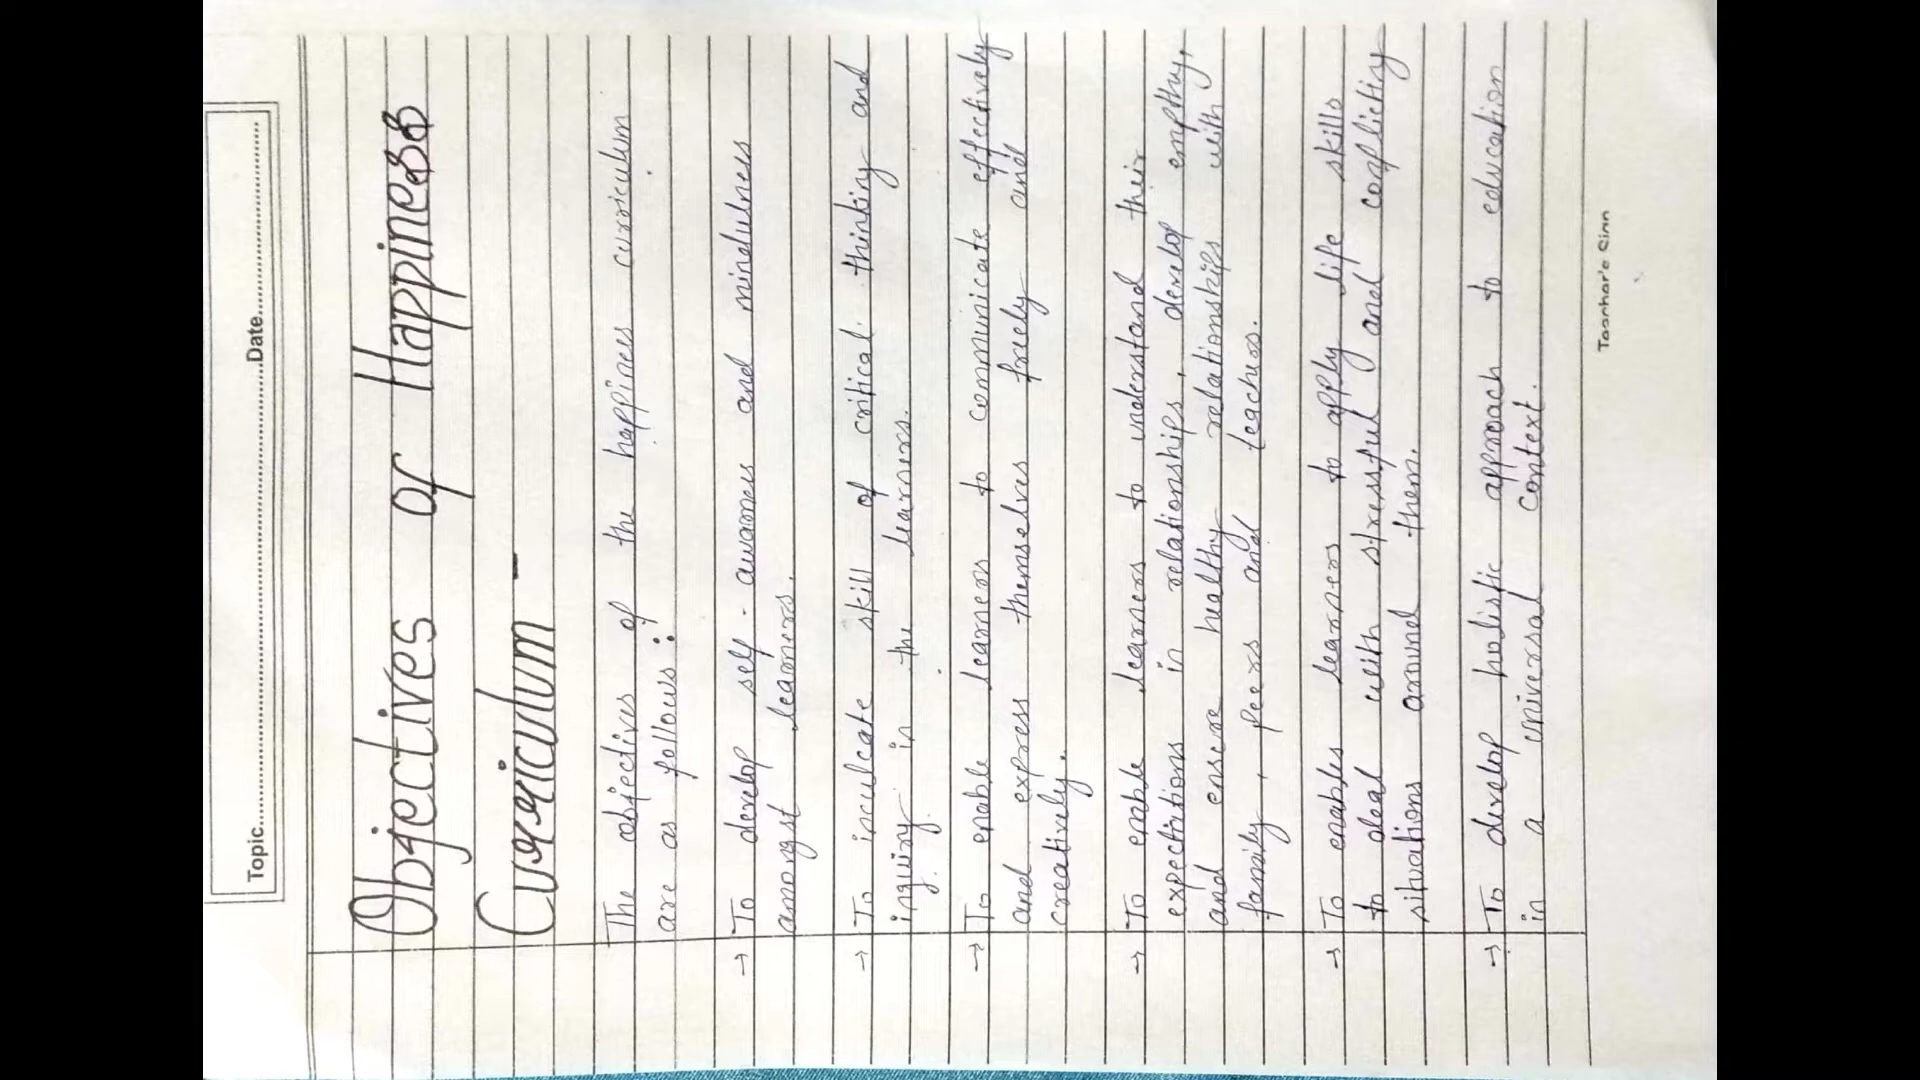 Topic..............................Date..............................
Objectives of Happiness
Curriculum -
The objectives of the happiness curriculum
are as follows:
→ To develop self-awarnes and mindulness
amongst learners.
→ To inculcate skill of critical thinking and
inquiry in the learners.
→ To enable learners to communicate effectively
and express themselves freely and
creatively.
→ To enable learners to understand their
expectations in relationships, develop empthy,
and ensure healthy relationships with
family, peers and teachers.
→ To enables learners to apply life skills
to deal with stressful and conflicting
situations around them.
→ To develop holistic approach to education
in a universal context.
Teacher's Sign